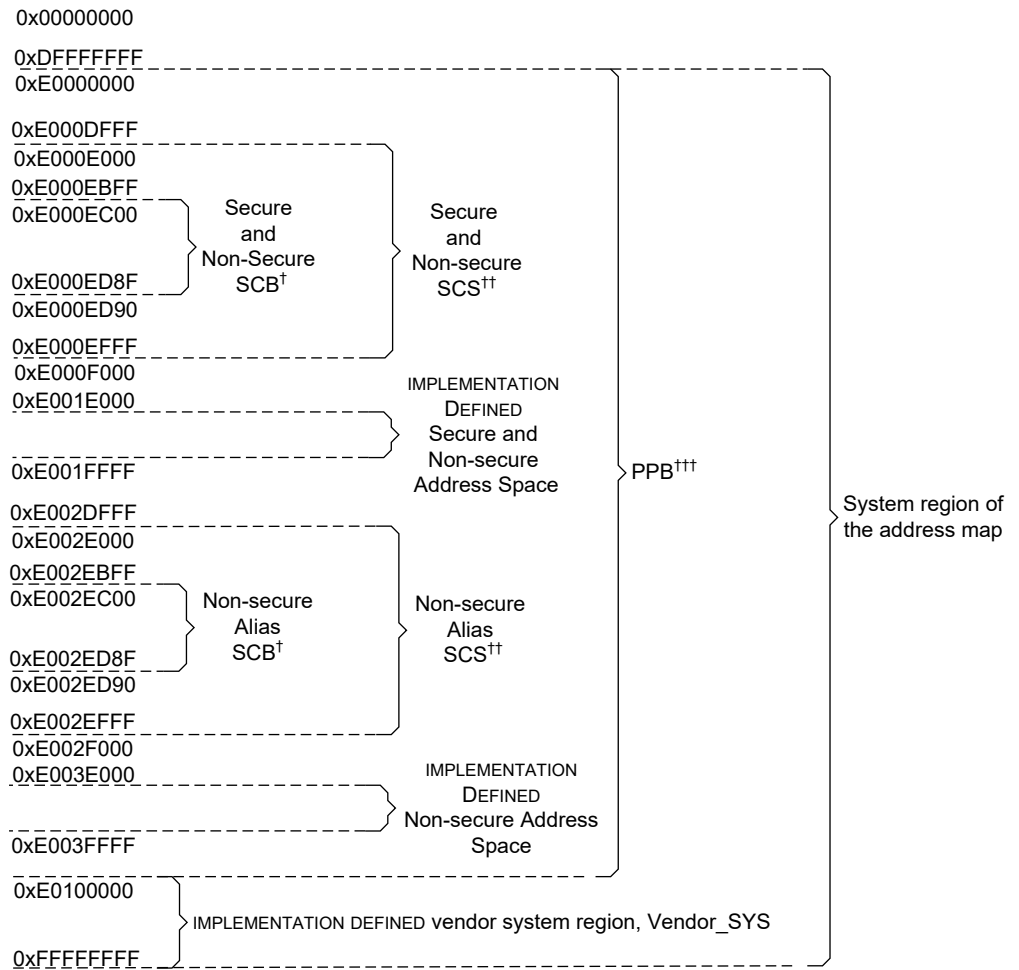 0x00000000
0xDFFFFFFF
0xE0000000
0xE000DFFF
0xE000E000
0xE000EBFF
0xE000EC00
Secure
and
Non-Secure
SCB†
Secure
and
Non-secure
SCS††
0xE000ED8F
0xE000ED90
0xE000EFFF
0xE000F000
0xE001E000
IMPLEMENTATION
DEFINED
Secure and
Non-secure
Address Space
0xE001FFFF
PPB†††
System region of
the address map
0xE002DFFF
0xE002E000
0xE002EBFF
0xE002EC00
Non-secure
Alias
SCB†
Non-secure
Alias
SCS††
0xE002ED8F
0xE002ED90
0xE002EFFF
0xE002F000
0xE003E000
IMPLEMENTATION
DEFINED
Non-secure Address
Space
0xE003FFFF
0xE0100000
IMPLEMENTATION DEFINED vendor system region, Vendor_SYS
0xFFFFFFFF